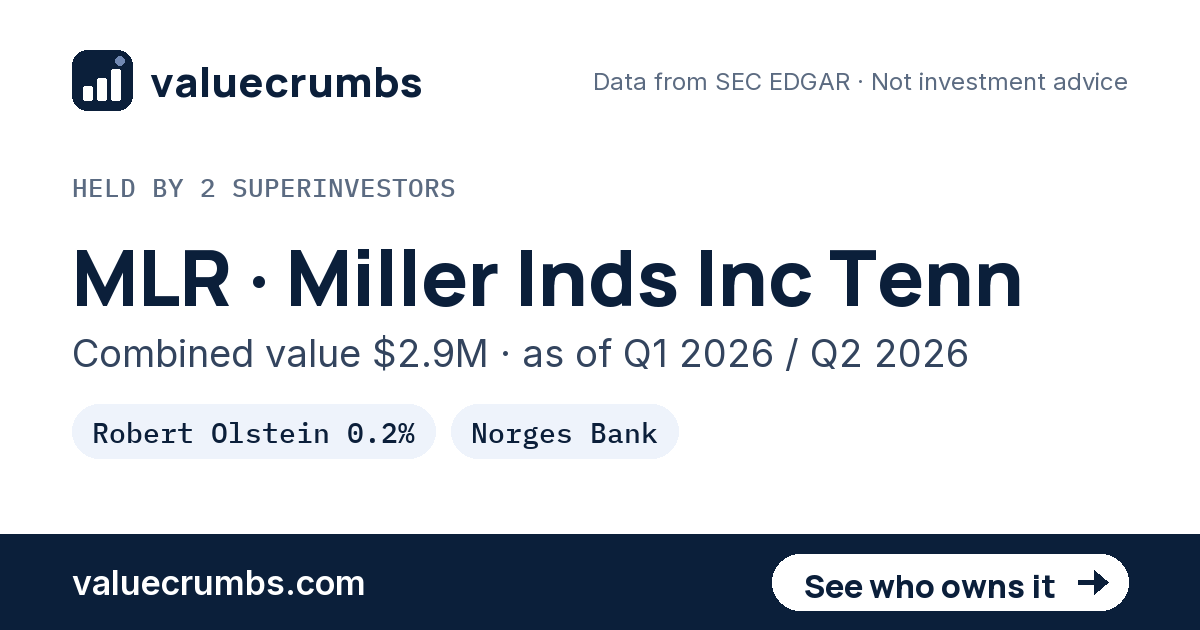 valuecrumbs
Data from SEC EDGAR · Not investment advice
HELD BY 2 SUPERINVESTORS
MLR · Miller Inds Inc Tenn
Combined value $2.9M · as of Q1 2026 / Q2 2026
Robert Olstein 0.2%
Norges Bank
valuecrumbs.com
See who owns it →